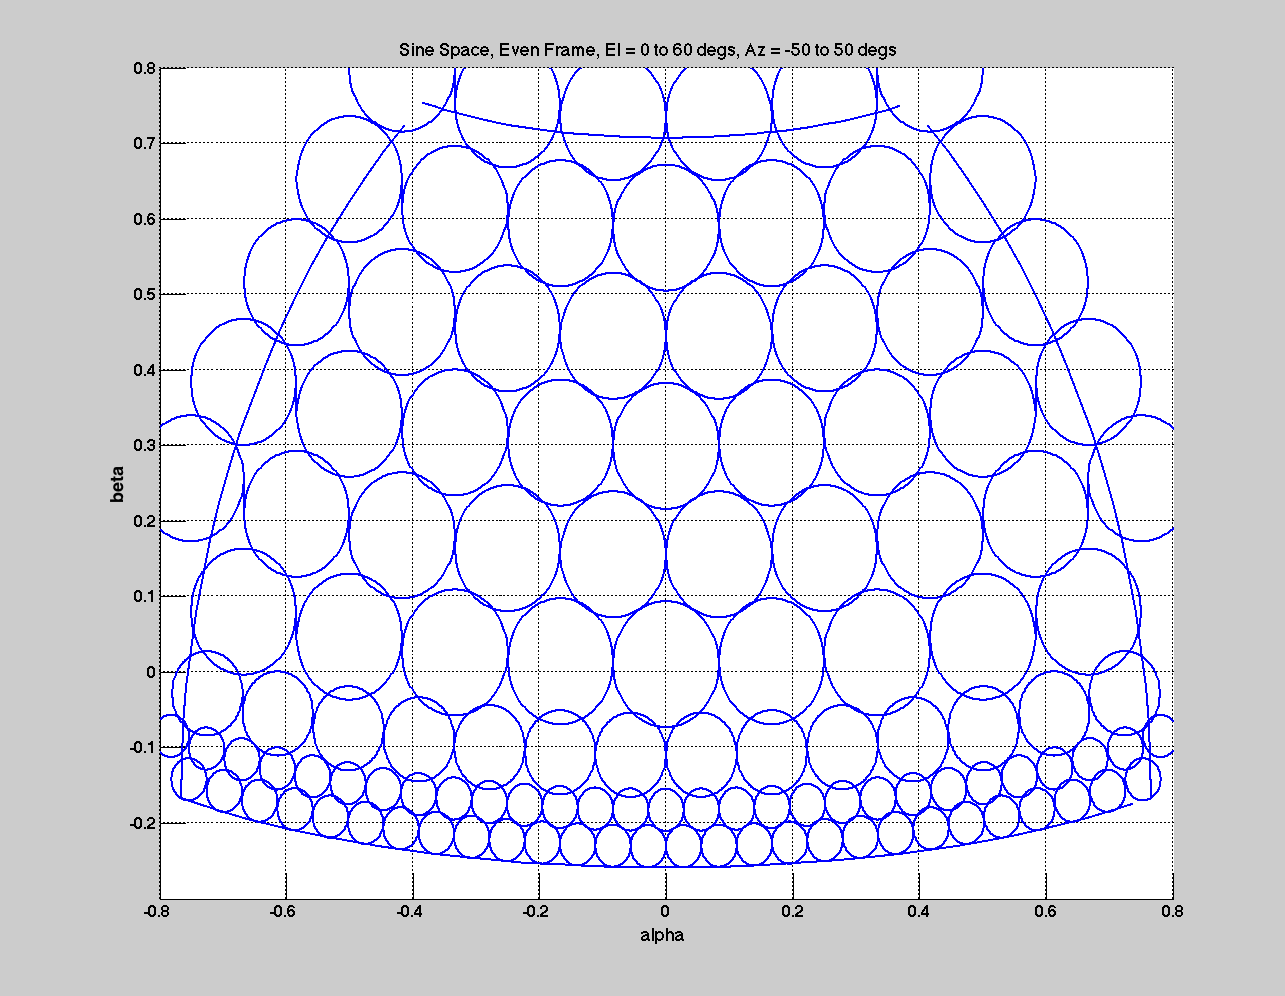 Sine Space, Even Frame, El = 0 to 60 degs, Az = -50 to 50 degs
0.8
0.7
0.6
0.5
0.4
0.3
0.2
0.1
0
-0.1
-0.2
beta
-0.8 -0.6 -0.4 -0.2 0 0.2 0.4 0.6 0.8
alpha